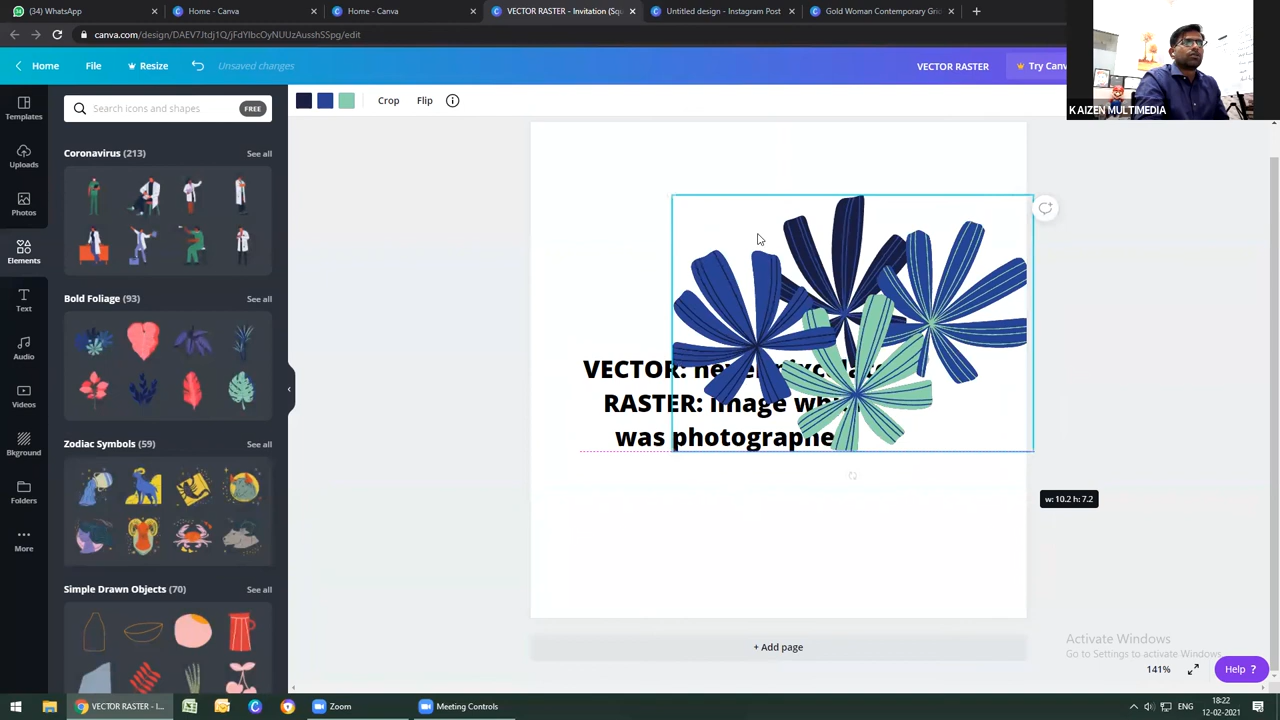 (34) WhatsApp
Home - Canva
Home - Canva
VECTOR RASTER - Invitation (Squ
Untitled design - Instagram Post
Gold Woman Contemporary Grid
canva.com/design/DAEV7Jtdj1Q/jFdYlbcOyNUUzAusshSSpg/edit
Home
File
Resize
Unsaved changes
VECTOR RASTER
Try Canv
KAIZEN MULTIMEDIA
Templates
Search icons and shapes
FREE
Crop
Flip
Coronavirus (213)
See all
Uploads
Photos
Elements
Bold Foliage (93)
See all
Text
Audio
VECTOR: never
RASTER: image
was photographe
Videos
Zodiac Symbols (59)
See all
Bkground
Folders
w: 10.2 h: 7.2
More
Simple Drawn Objects (70)
See all
+ Add page
Activate Windows
Go to Settings to activate Windows.
141%
Help ?
VECTOR RASTER - I...
Zoom
Meeting Controls
ENG
18:22
12-02-2021